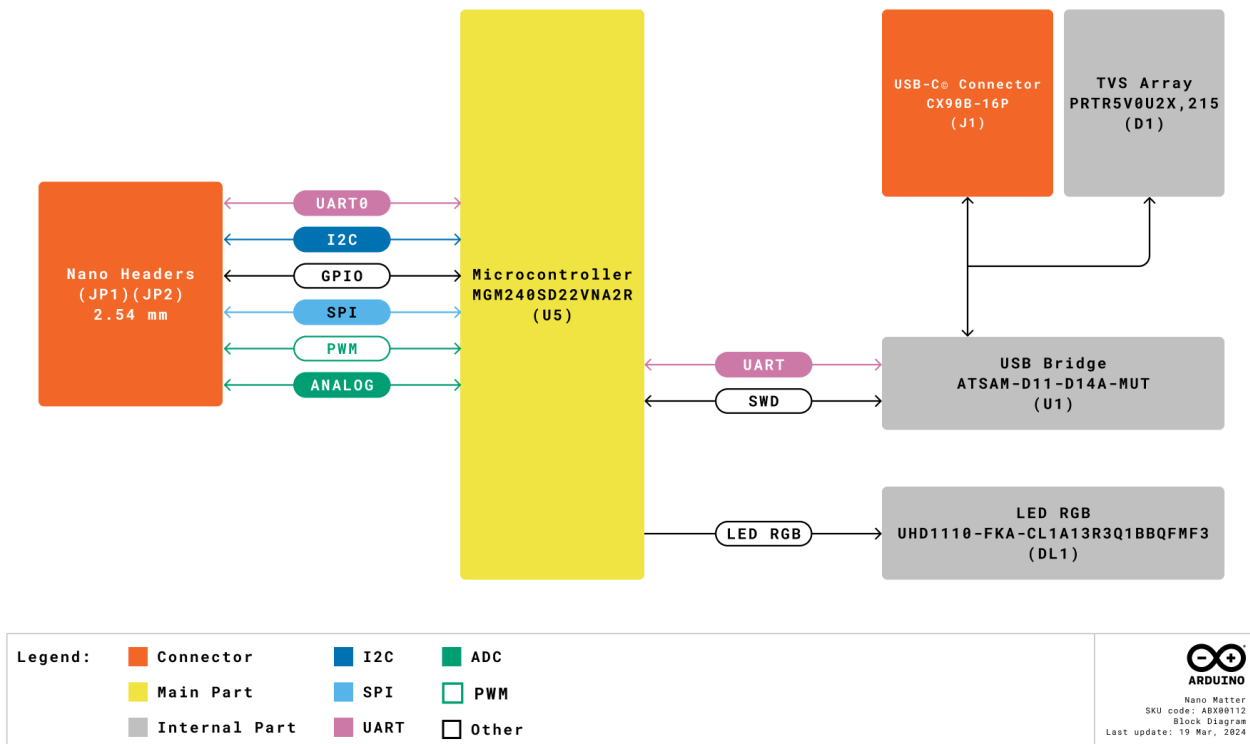 USB-C® Connector
CX90B-16P
(J1)
TVS Array
PRTR5V0U2X,215
(D1)
Nano Headers
(JP1)(JP2)
2.54 mm
UART0
I2C
GPIO
SPI
PWM
ANALOG
Microcontroller
MGM240SD22VNA2R
(U5)
UART
SWD
LED RGB
USB Bridge
ATSAM-D11-D14A-MUT
(U1)
LED RGB
UHD1110-FKA-CL1A13R3Q1BBQFMF3
(DL1)
Legend:
Connector
Main Part
Internal Part
I2C
SPI
UART
ADC
PWM
Other
ARDUINO
Nano Matter
SKU code: ABX00112
Block Diagram
Last update: 19 Mar, 2024